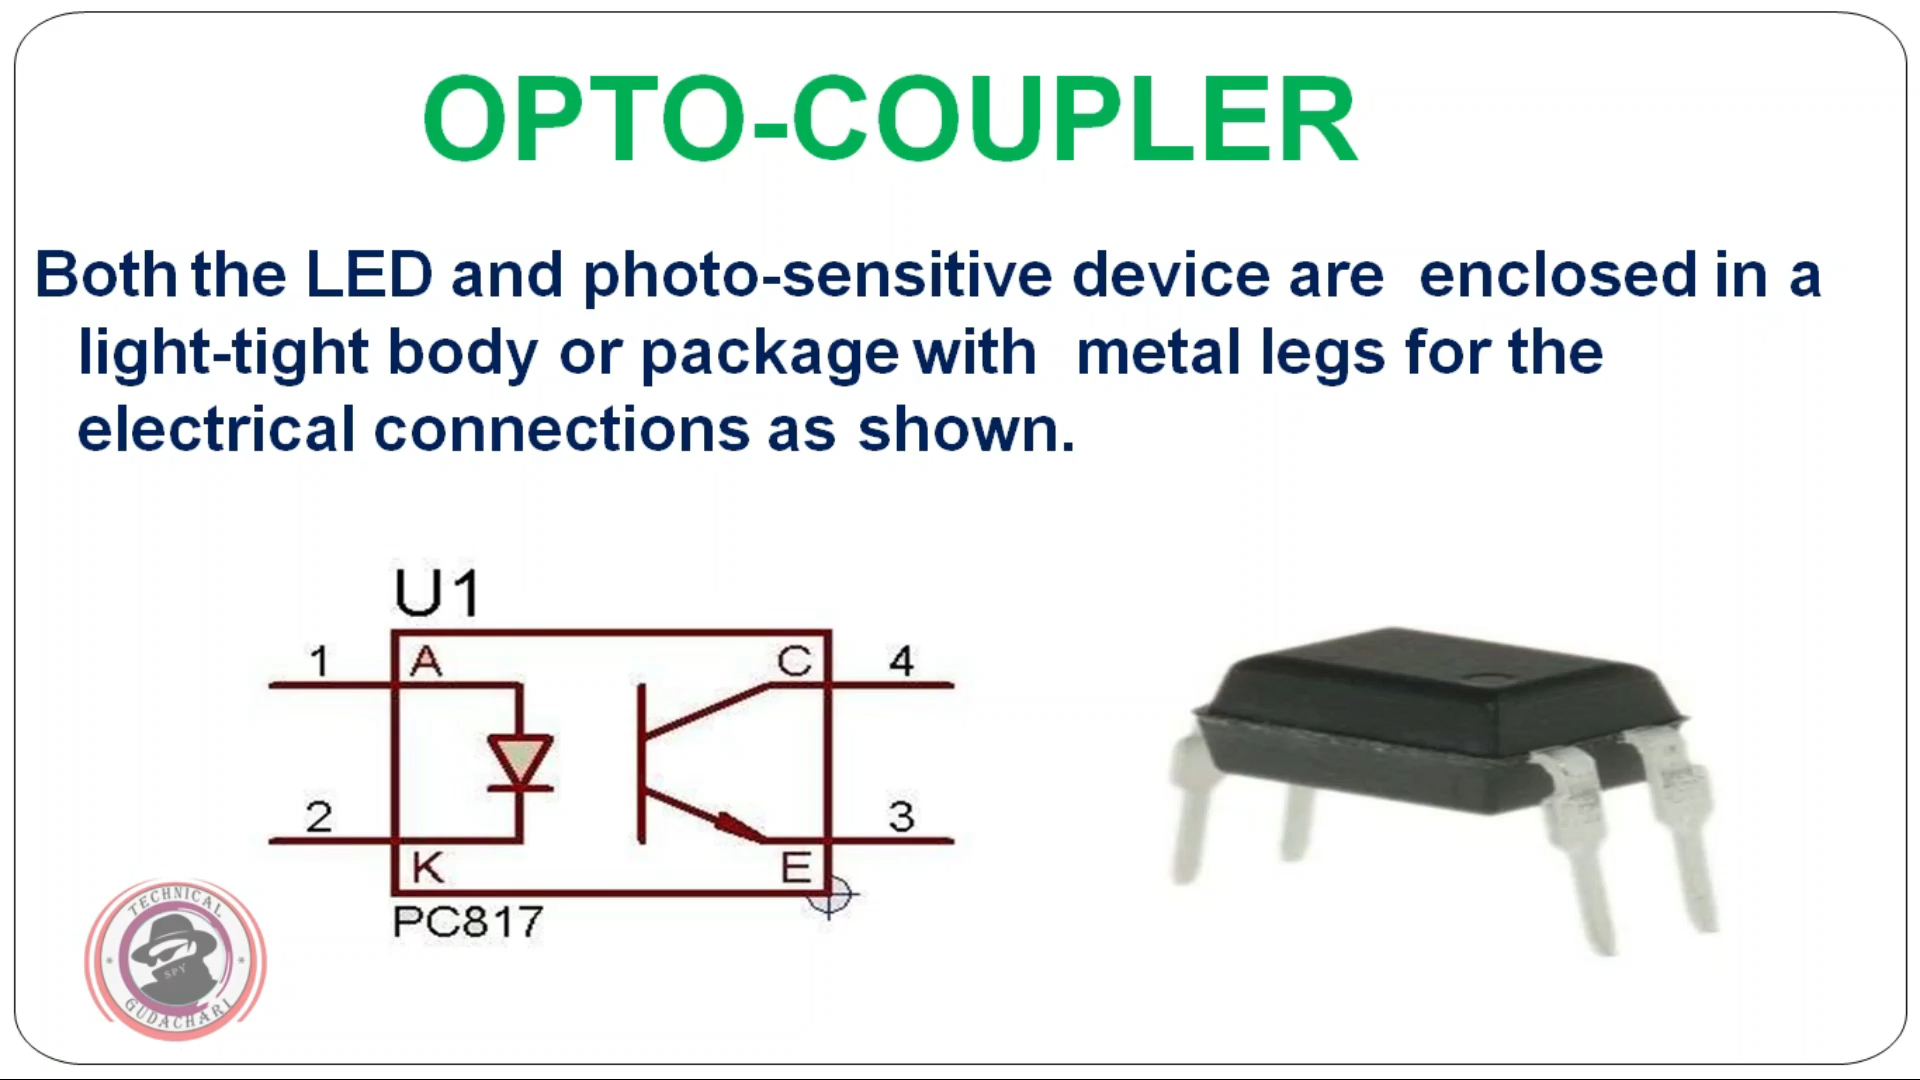 OPTO-COUPLER
Both the LED and photo-sensitive device are enclosed in a
light-tight body or package with metal legs for the
electrical connections as shown.
U1
1 A C 4
2 3
K E
PC817
TECHNICAL
SPY
GUDACHARI